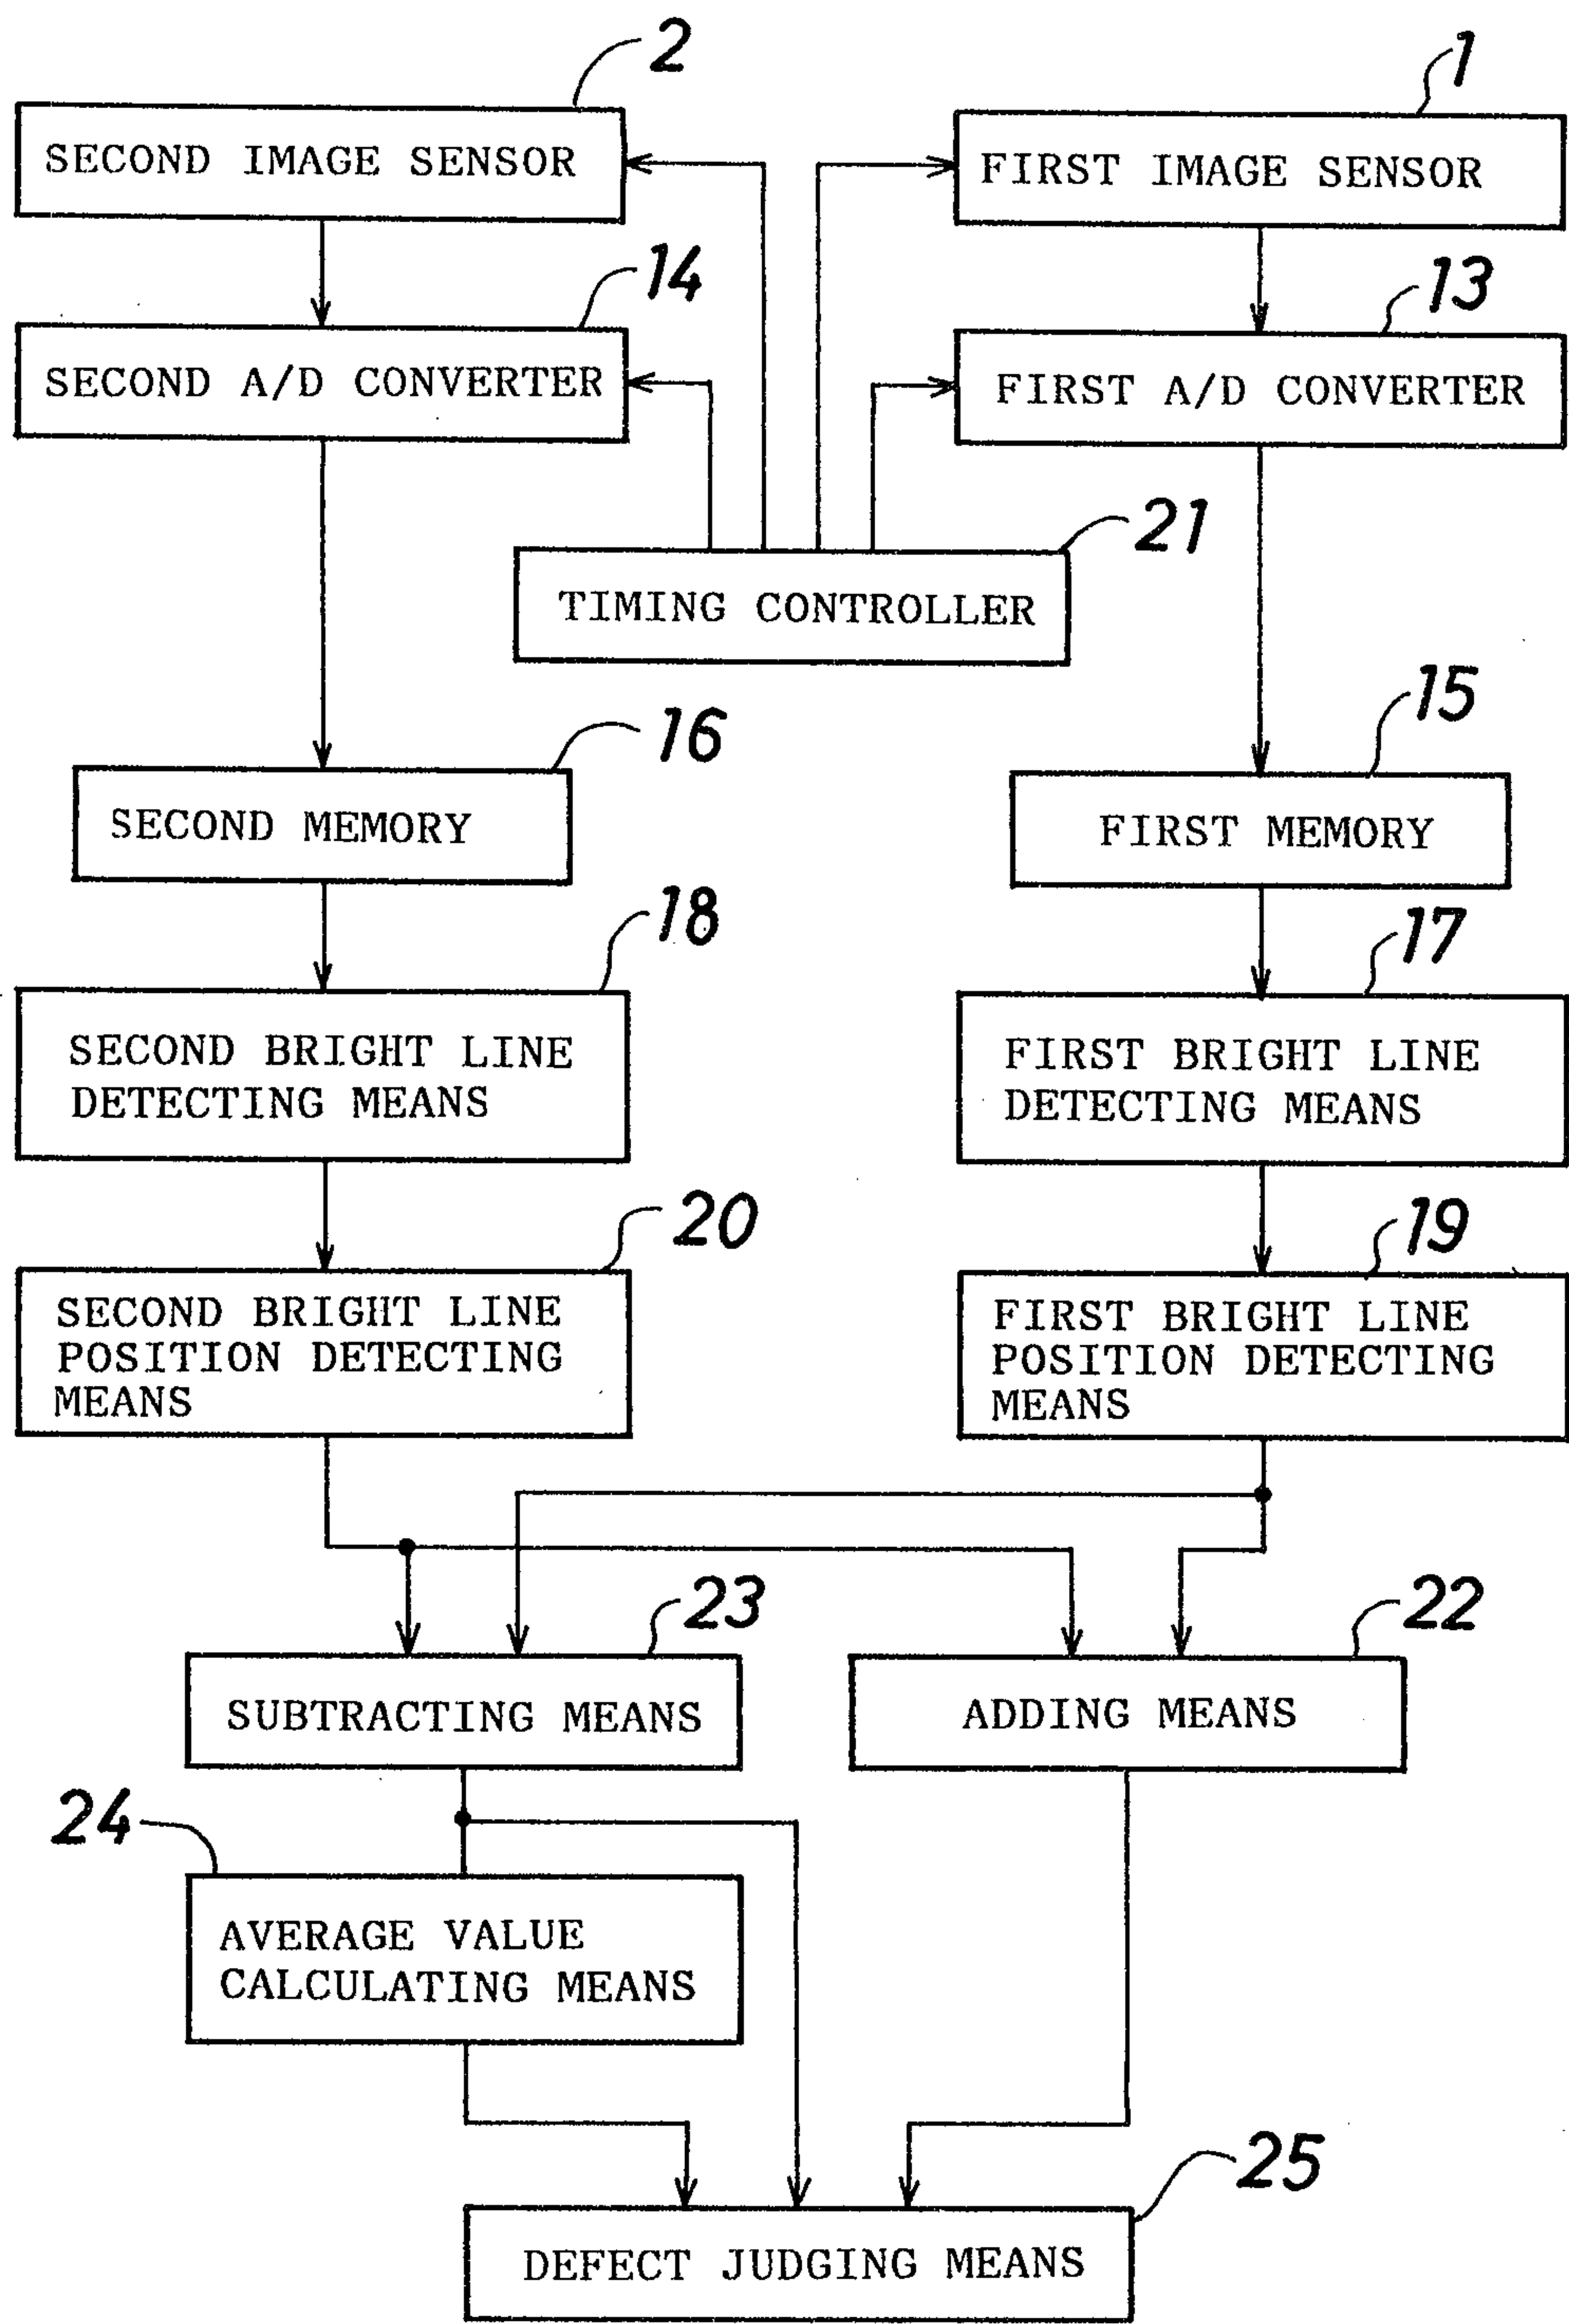 2
1
SECOND IMAGE SENSOR
FIRST IMAGE SENSOR
14
13
SECOND A/D CONVERTER
FIRST A/D CONVERTER
21
TIMING CONTROLLER
16
15
SECOND MEMORY
FIRST MEMORY
18
17
SECOND BRIGHT LINE
DETECTING MEANS
FIRST BRIGHT LINE
DETECTING MEANS
20
19
SECOND BRIGHT LINE
POSITION DETECTING
MEANS
FIRST BRIGHT LINE
POSITION DETECTING
MEANS
23
22
SUBTRACTING MEANS
ADDING MEANS
24
AVERAGE VALUE
CALCULATING MEANS
25
DEFECT JUDGING MEANS